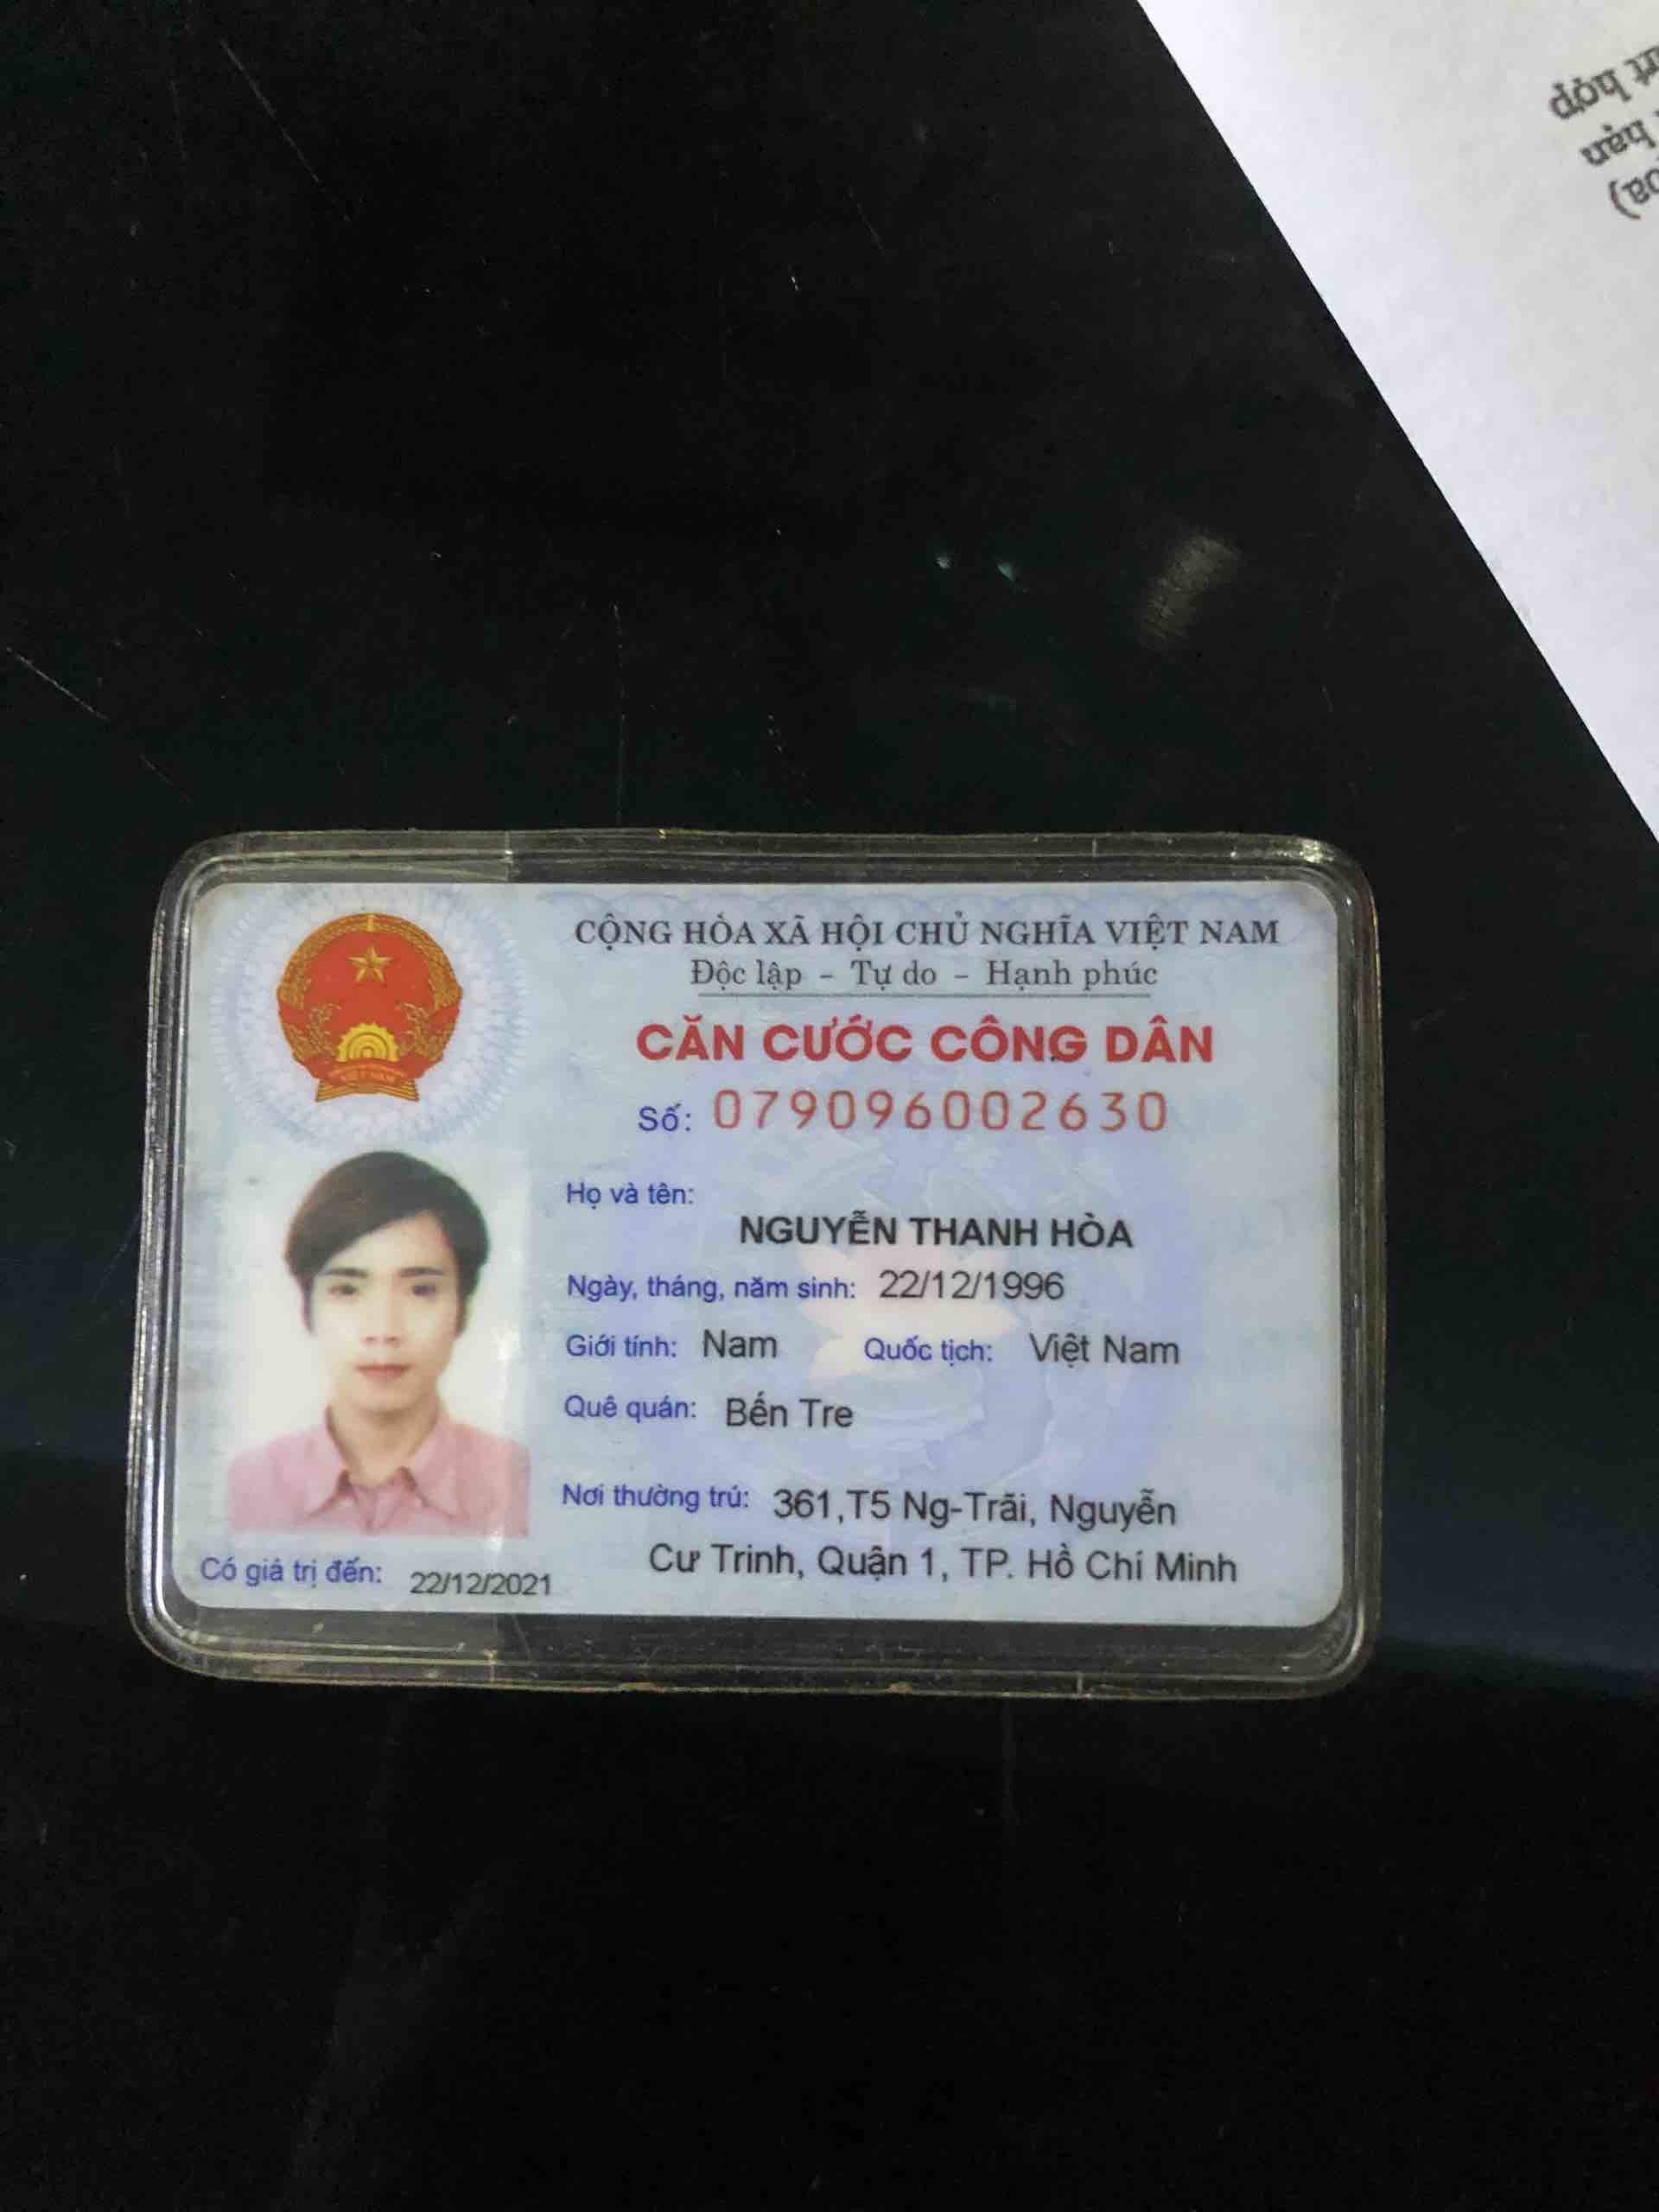 CỘNG HÒA XÃ HỘI CHỦ NGHĨA VIỆT NAM
Độc lập - Tự do - Hạnh phúc
CĂN CƯỚC CÔNG DÂN
Số: 079096002630
Họ và tên:
NGUYỄN THANH HÒA
Ngày, tháng, năm sinh: 22/12/1996
Giới tính: Nam Quốc tịch: Việt Nam
Quê quán: Bến Tre
Nơi thường trú: 361,T5 Ng-Trãi, Nguyễn
Cư Trinh, Quận 1, TP. Hồ Chí Minh
Có giá trị đến: 22/12/2021
hợp
hạn